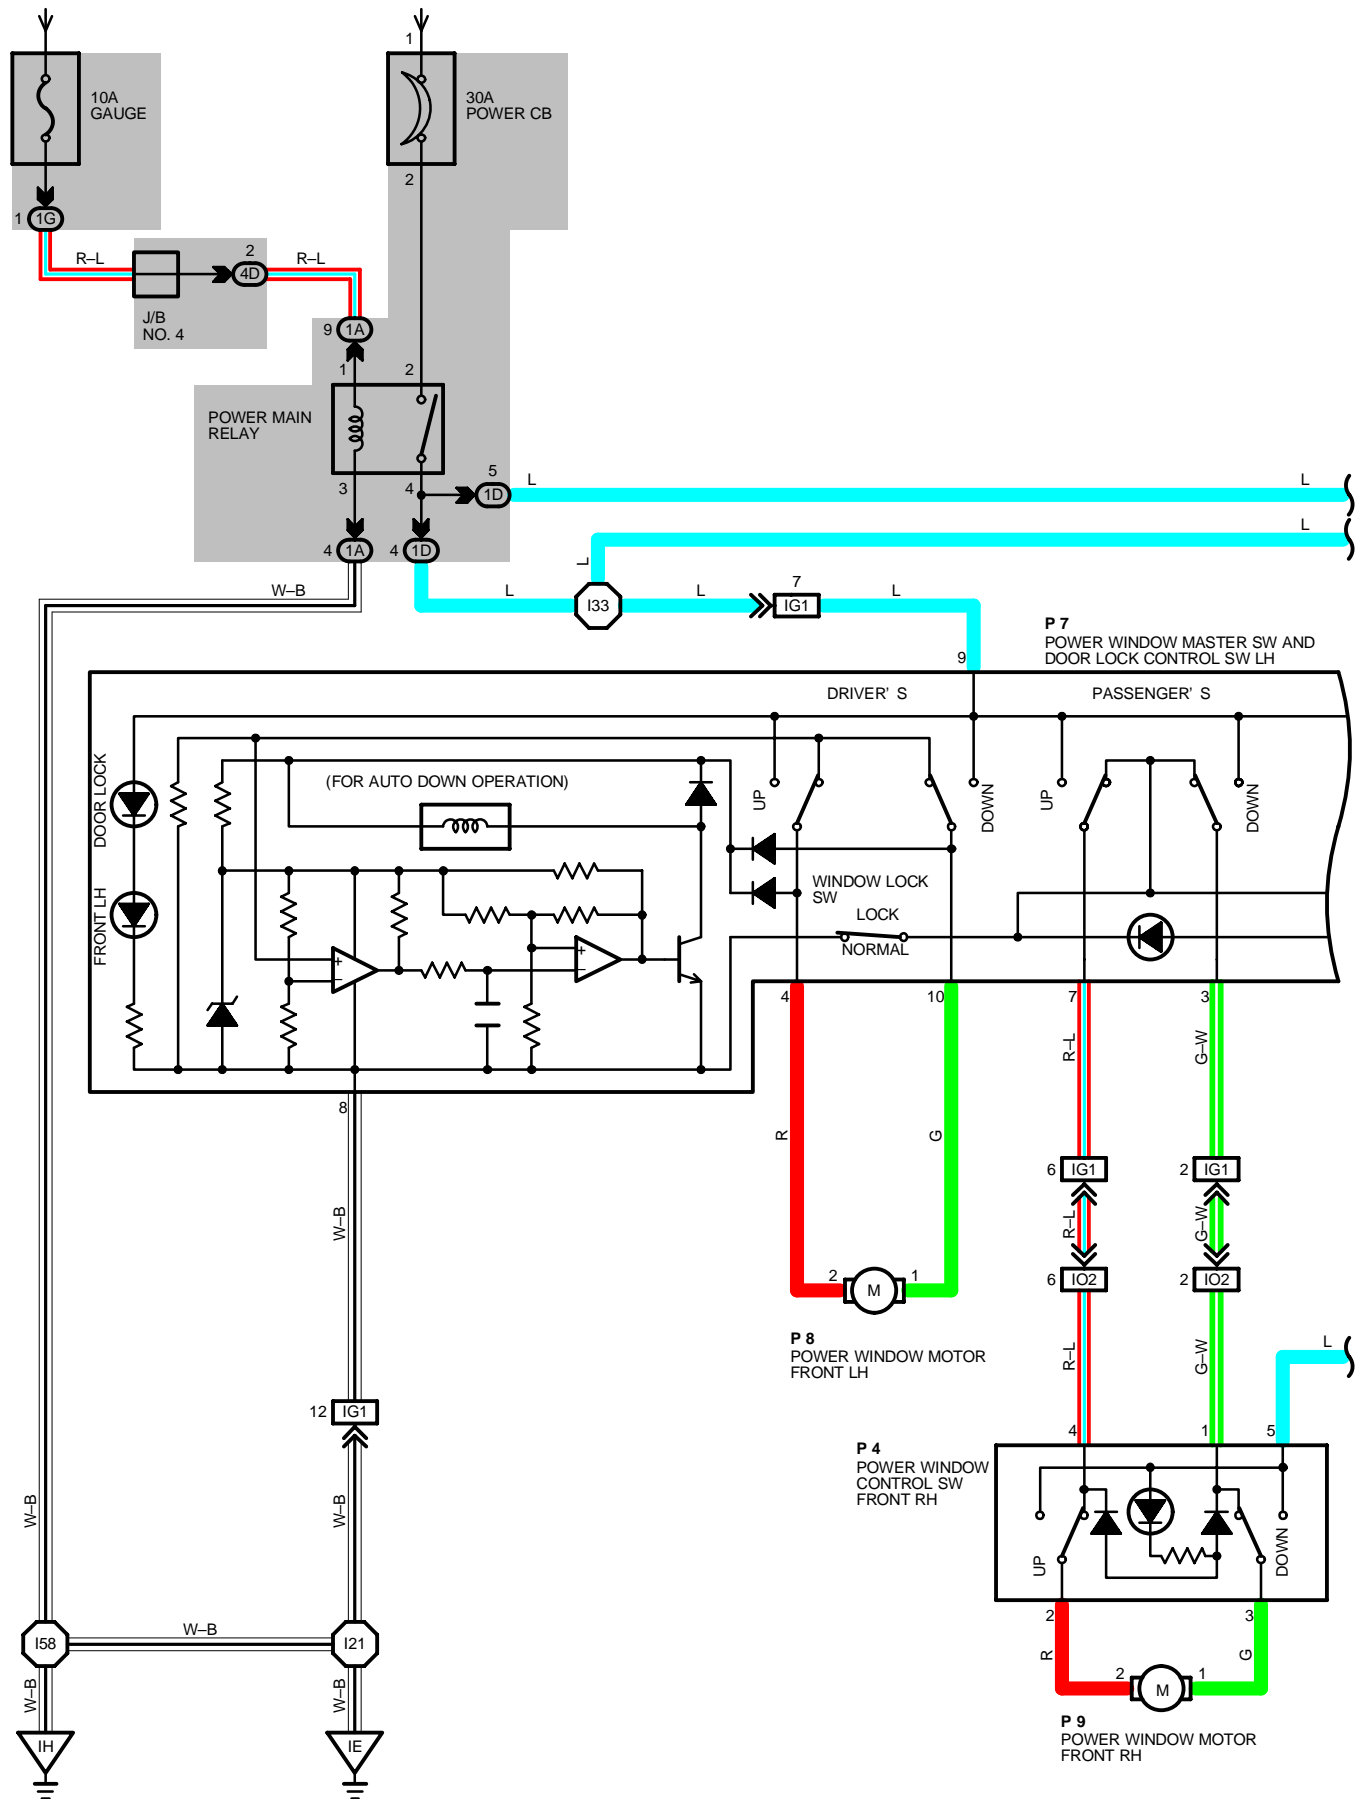 1
10A
GAUGE
30A
POWER CB
2
1 1G
R–L
2
4D
R–L
J/B
NO. 4
9 1A
1
2
POWER MAIN
RELAY
3
4
5
1D
L
L
4 1A
4 1D
L
L
W–B
L
I33
L
7
IG1
L
P 7
POWER WINDOW MASTER SW AND
DOOR LOCK CONTROL SW LH
9
DRIVER' S
PASSENGER' S
(FOR AUTO DOWN OPERATION)
DOOR LOCK
FRONT LH
UP
DOWN
UP
DOWN
WINDOW LOCK
SW
LOCK
NORMAL
+
–
+
–
4
10
7
3
8
R–L
G–W
R
G
6 IG1
2 IG1
W–B
R–L
G–W
6 IO2
2 IO2
2
M
1
P 8
POWER WINDOW MOTOR
FRONT LH
R–L
G–W
L
12 IG1
4
1
5
P 4
POWER WINDOW
CONTROL SW
FRONT RH
UP
DOWN
W–B
W–B
2
3
R
G
I58
W–B
I21
2
M
1
W–B
W–B
P 9
POWER WINDOW MOTOR
FRONT RH
IH
IE